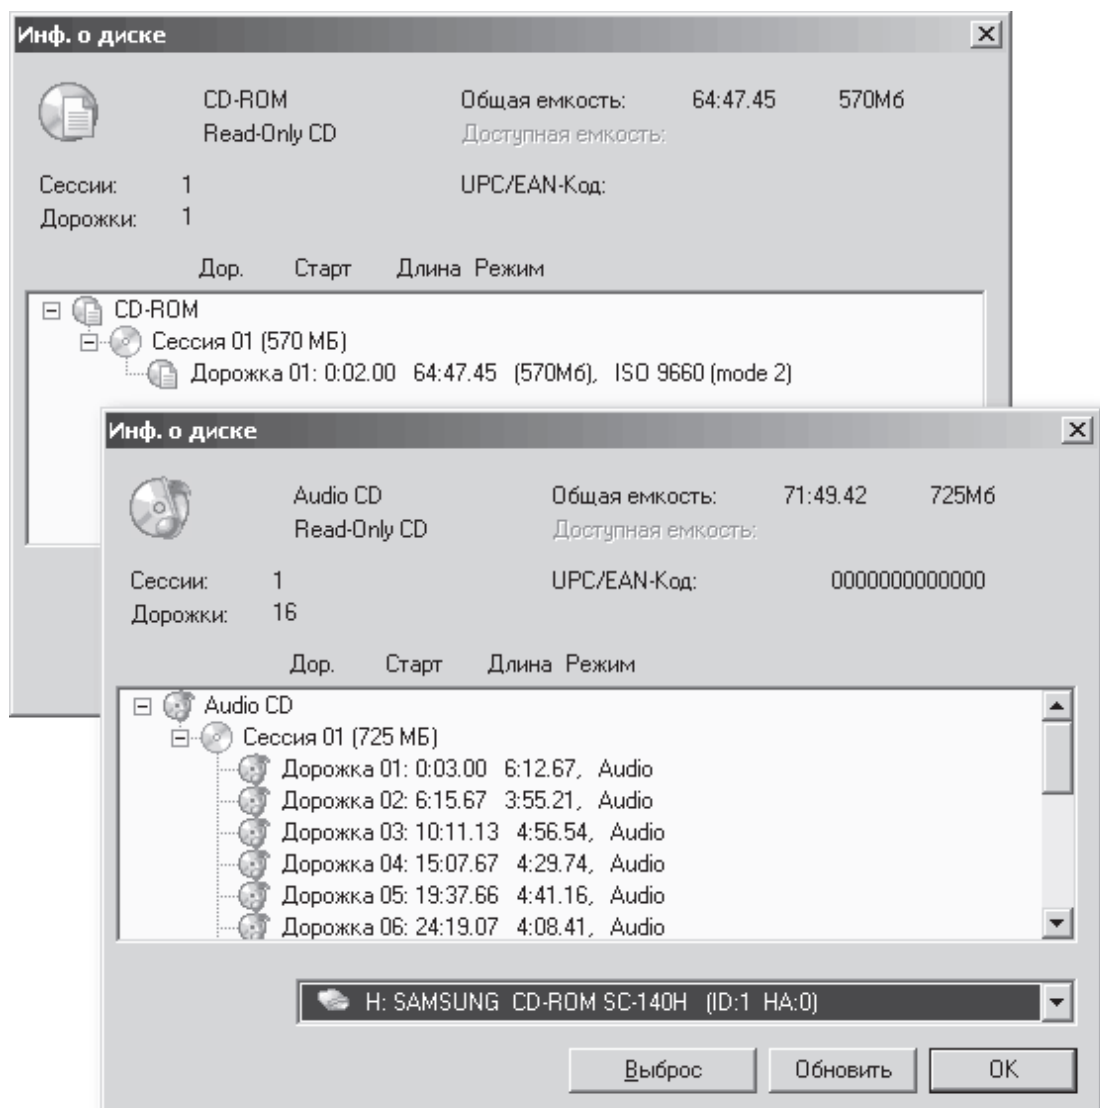 Инф. о диске
CD-ROM Общая емкость: 64:47.45 570Мб
Read-Only CD Доступная емкость:
Сессии: 1 UPC/EAN-Код:
Дорожки: 1
Дор. Старт Длина Режим
CD-ROM
Сессия 01 (570 МБ)
Дорожка 01: 0:02.00 64:47.45 (570Мб), ISO 9660 (mode 2)
Инф. о диске
Audio CD Общая емкость: 71:49.42 725Мб
Read-Only CD Доступная емкость:
Сессии: 1 UPC/EAN-Код: 0000000000000
Дорожки: 16
Дор. Старт Длина Режим
Audio CD
Сессия 01 (725 МБ)
Дорожка 01: 0:03.00 6:12.67, Audio
Дорожка 02: 6:15.67 3:55.21, Audio
Дорожка 03: 10:11.13 4:56.54, Audio
Дорожка 04: 15:07.67 4:29.74, Audio
Дорожка 05: 19:37.66 4:41.16, Audio
Дорожка 06: 24:19.07 4:08.41, Audio
H: SAMSUNG CD-ROM SC-140H (ID:1 HA:0)
Выброс Обновить OK